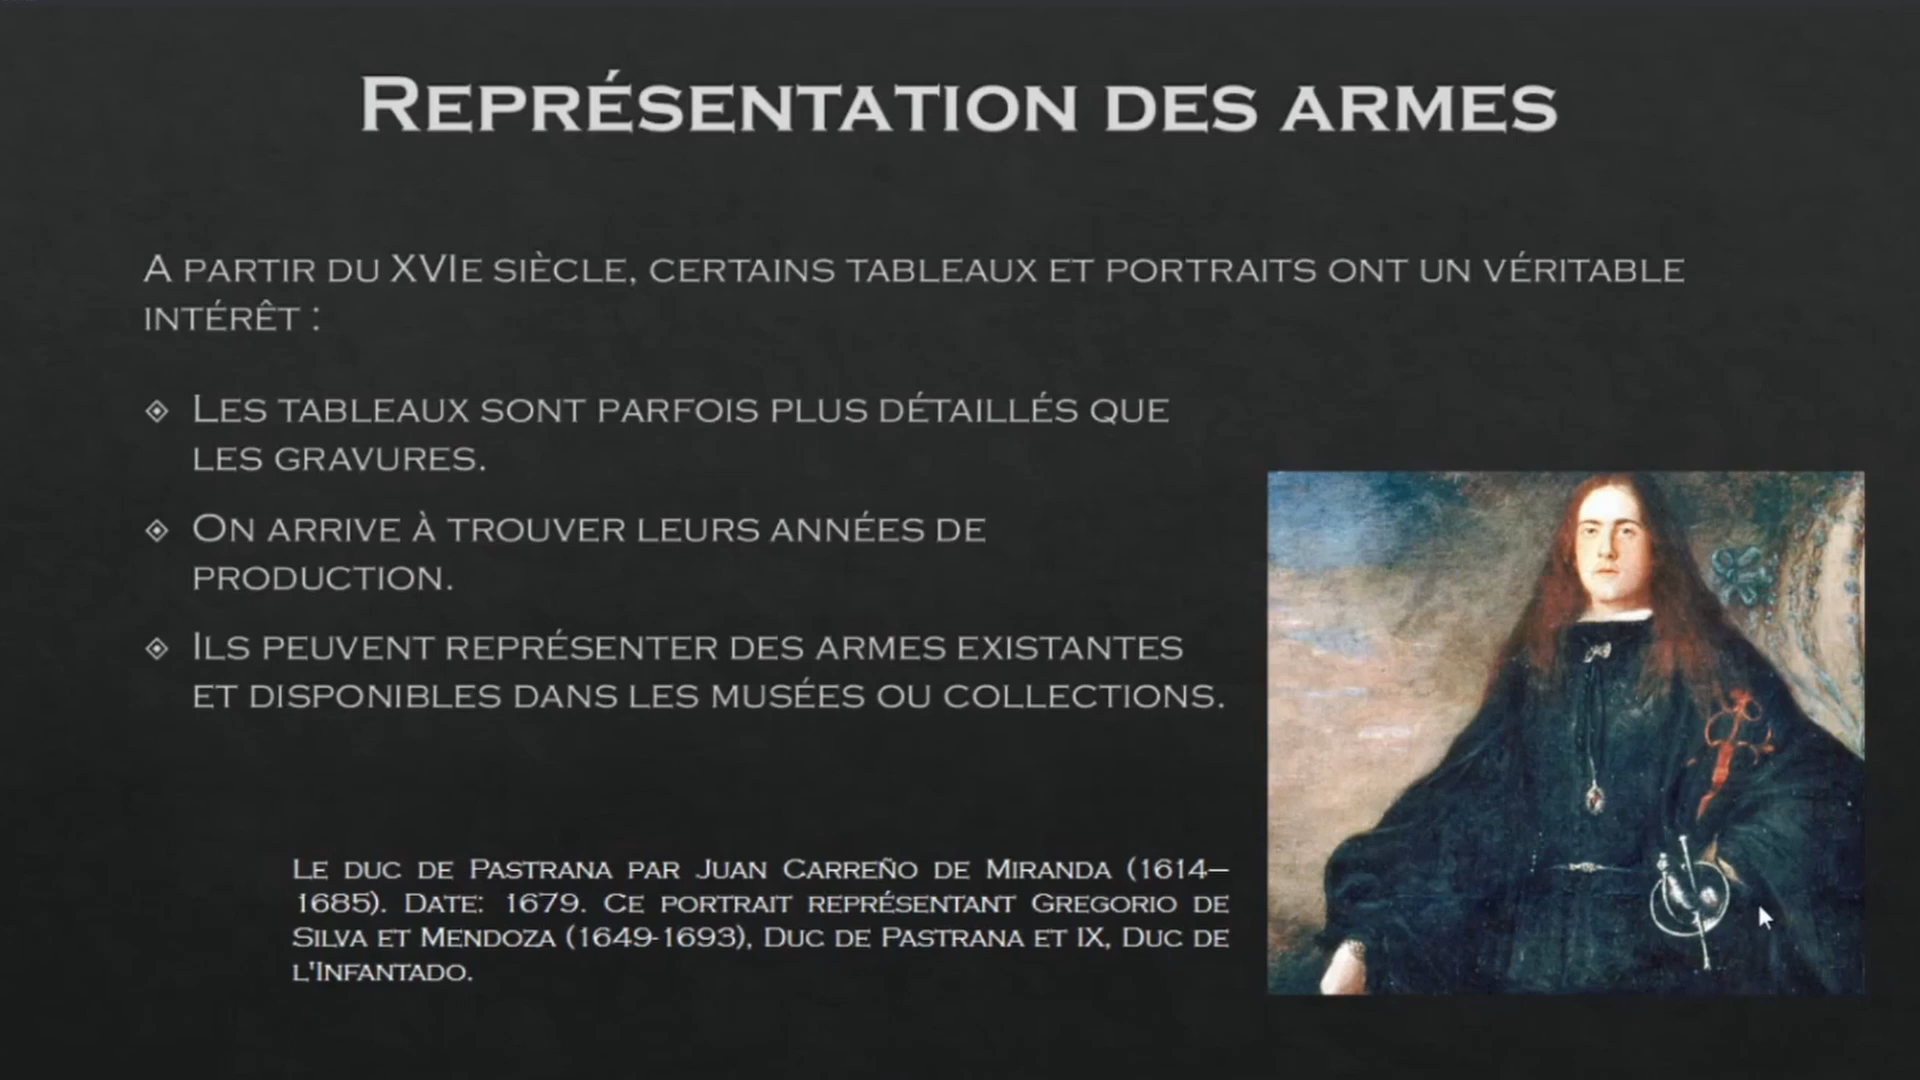 Représentation des armes
A partir du XVIe siècle, certains tableaux et portraits ont un véritable
intérêt :
Les tableaux sont parfois plus détaillés que
les gravures.
On arrive à trouver leurs années de
production.
Ils peuvent représenter des armes existantes
et disponibles dans les musées ou collections.
Le duc de Pastrana par Juan Carreño de Miranda (1614–
1685). Date: 1679. Ce portrait représentant Gregorio de
Silva et Mendoza (1649-1693), Duc de Pastrana et IX, Duc de
l'Infantado.